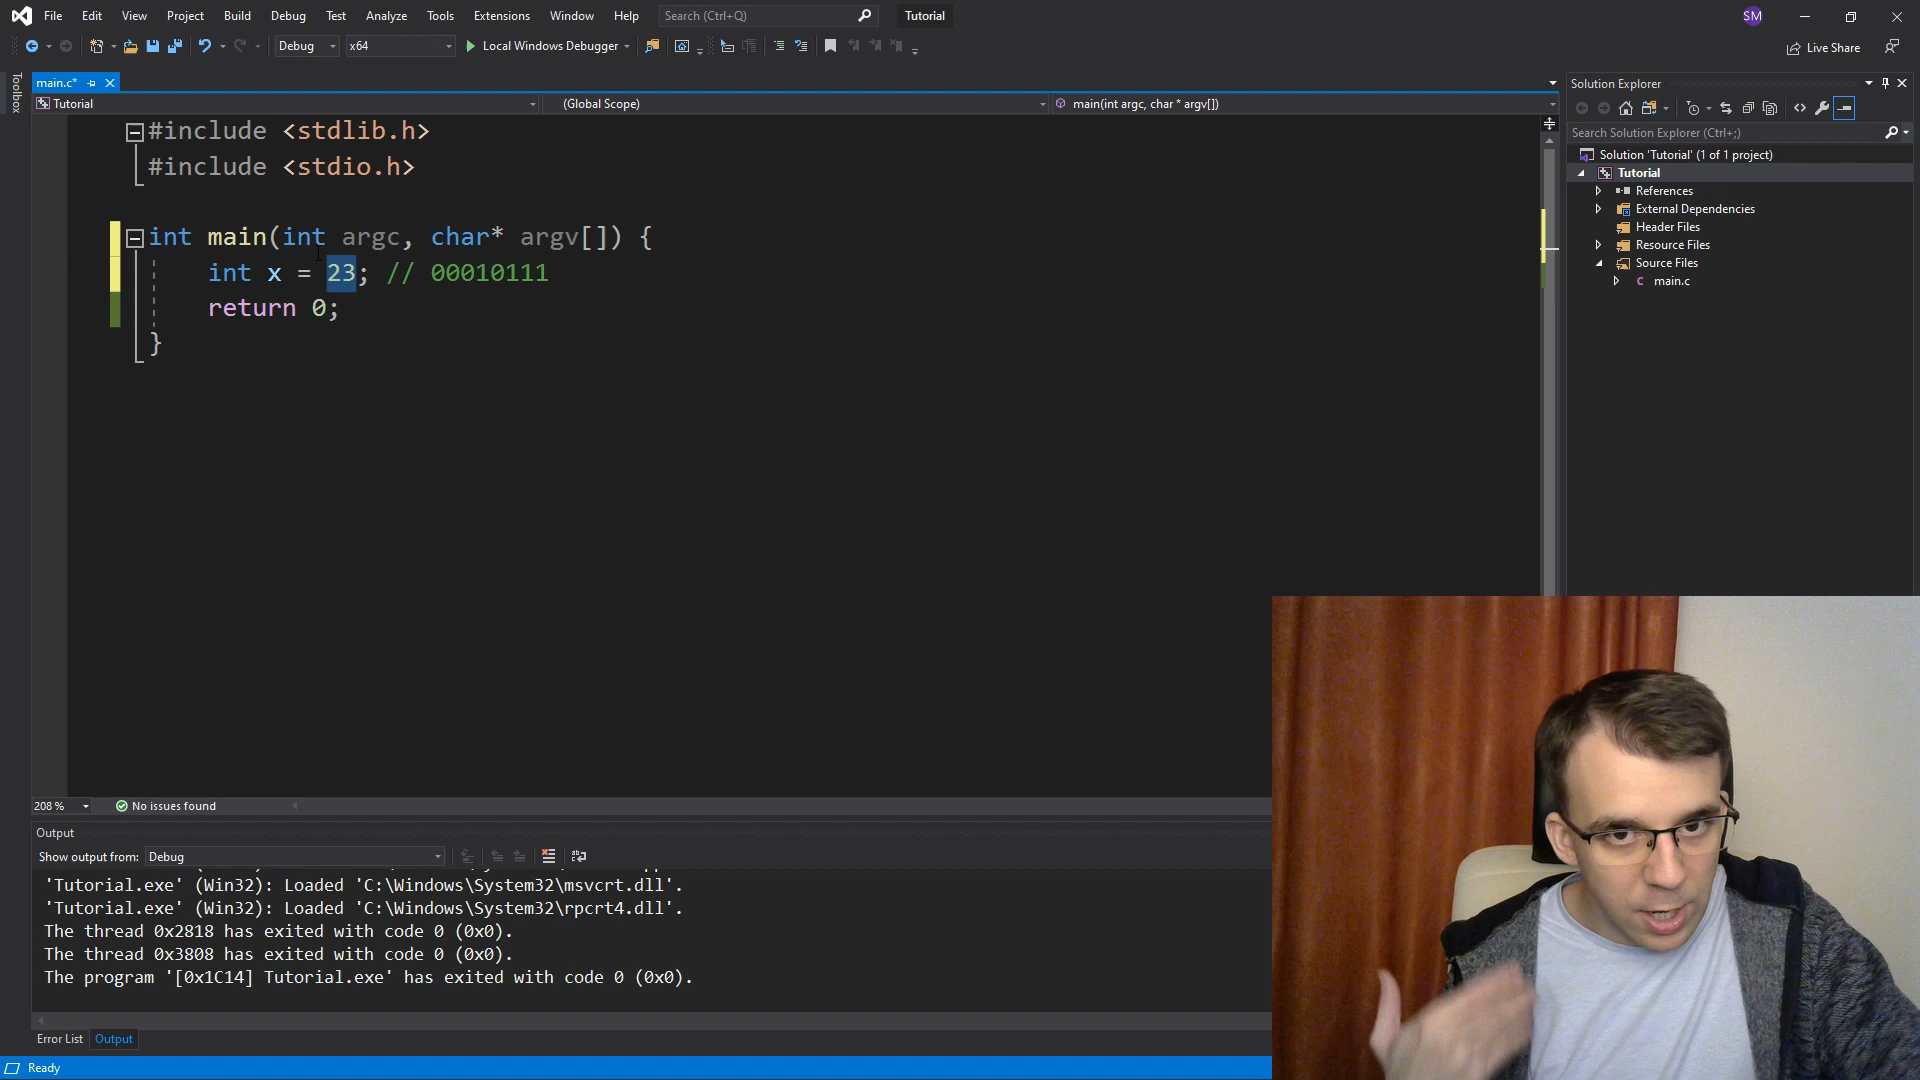 File Edit View Project Build Debug Test Analyze Tools Extensions Window Help Search (Ctrl+Q) Tutorial SM
Debug x64 Local Windows Debugger Live Share
Toolbox
main.c*
Tutorial (Global Scope) main(int argc, char * argv[])
#include <stdlib.h>
#include <stdio.h>
int main(int argc, char* argv[]) {
int x = 23; // 00010111
return 0;
}
Solution Explorer
Search Solution Explorer (Ctrl+;)
Solution 'Tutorial' (1 of 1 project)
Tutorial
References
External Dependencies
Header Files
Resource Files
Source Files
C main.c
208 % No issues found
Output
Show output from: Debug
'Tutorial.exe' (Win32): Loaded 'C:\Windows\System32\msvcrt.dll'.
'Tutorial.exe' (Win32): Loaded 'C:\Windows\System32\rpcrt4.dll'.
The thread 0x2818 has exited with code 0 (0x0).
The thread 0x3808 has exited with code 0 (0x0).
The program '[0x1C14] Tutorial.exe' has exited with code 0 (0x0).
Error List Output
Ready